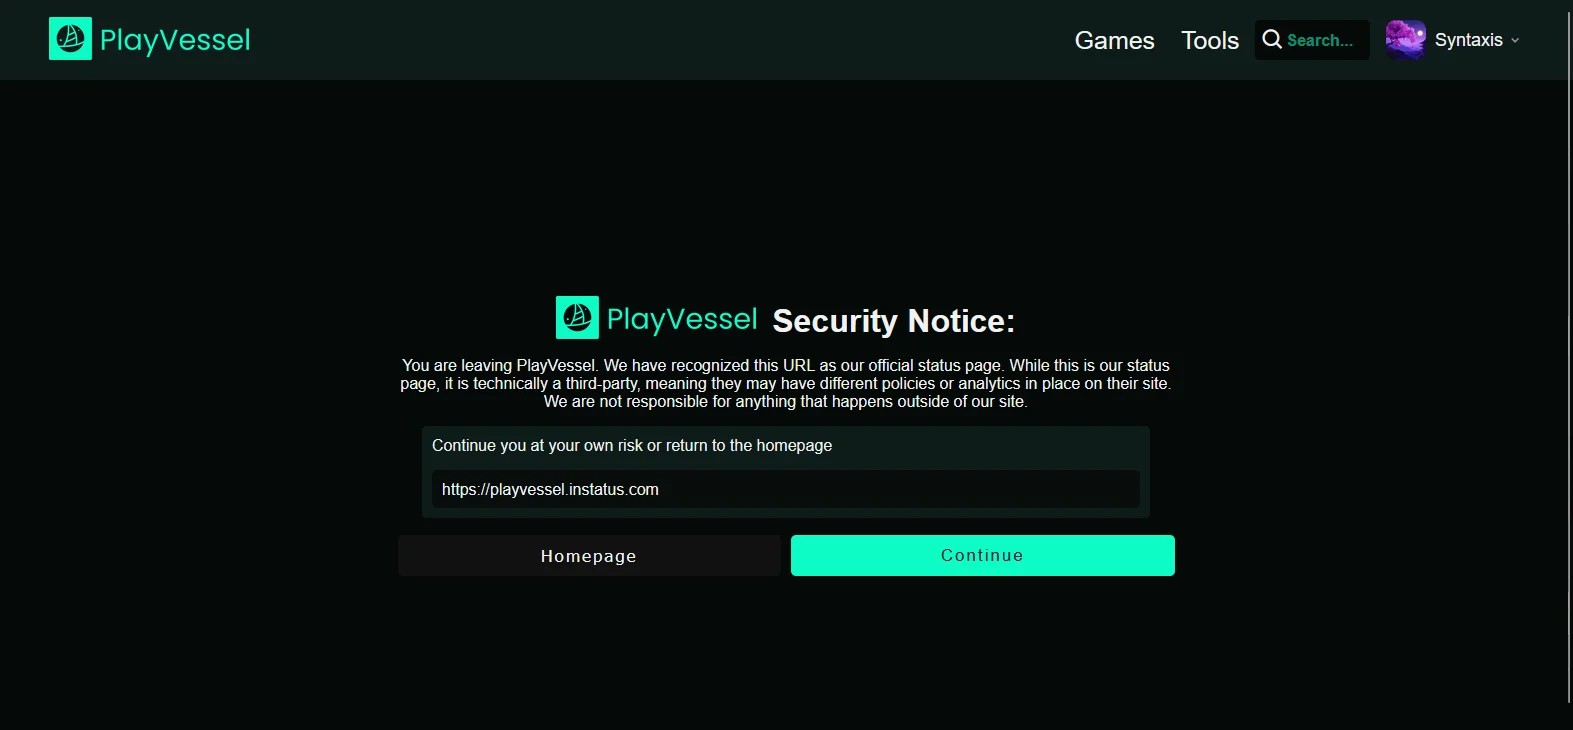 PlayVessel
Games
Tools
Search...
Syntaxis
PlayVessel Security Notice:
You are leaving PlayVessel. We have recognized this URL as our official status page. While this is our status
page, it is technically a third-party, meaning they may have different policies or analytics in place on their site.
We are not responsible for anything that happens outside of our site.
Continue you at your own risk or return to the homepage
https://playvessel.instatus.com
Homepage
Continue